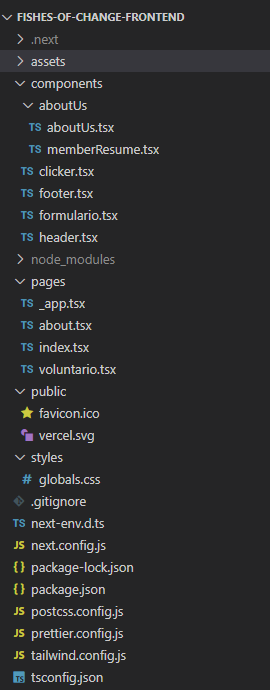 FISHES-OF-CHANGE-FRONTEND
.next
assets
components
aboutUs
TS aboutUs.tsx
TS memberResume.tsx
TS clicker.tsx
TS footer.tsx
TS formulario.tsx
TS header.tsx
node_modules
pages
TS _app.tsx
TS about.tsx
TS index.tsx
TS voluntario.tsx
public
favicon.ico
vercel.svg
styles
# globals.css
.gitignore
TS next-env.d.ts
JS next.config.js
{ } package-lock.json
{ } package.json
JS postcss.config.js
JS prettier.config.js
JS tailwind.config.js
TS tsconfig.json